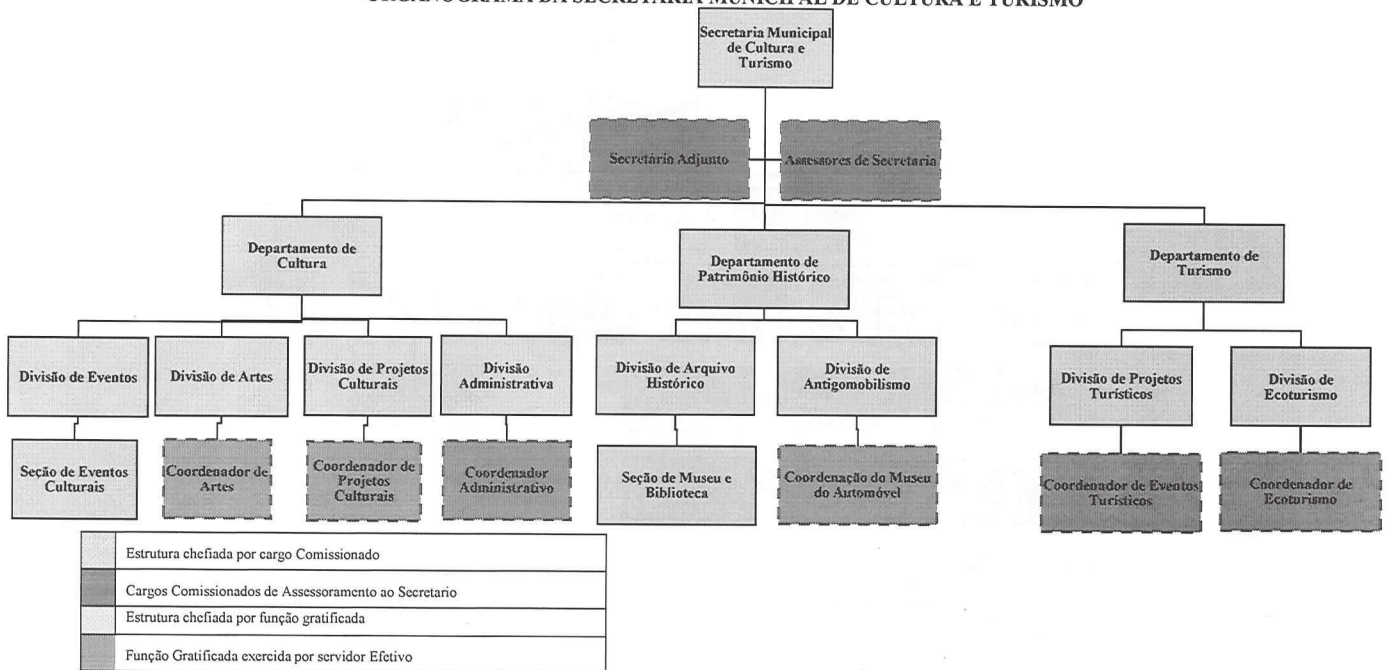 ORGANOGRAMA DA SECRETARIA MUNICIPAL DE CULTURA E TURISMO
Secretaria Municipal
de Cultura e
Turismo
Secretário Adjunto
Assessores de Secretaria
Departamento de
Cultura
Departamento de
Patrimônio Histórico
Departamento de
Turismo
Divisão de Eventos
Divisão de Artes
Divisão de Projetos
Culturais
Divisão
Administrativa
Divisão de Arquivo
Histórico
Divisão de
Antigomobilismo
Divisão de Projetos
Turísticos
Divisão de
Ecoturismo
Seção de Eventos
Culturais
Coordenador de
Artes
Coordenador de
Projetos
Culturais
Coordenador
Administrativo
Seção de Museu e
Biblioteca
Coordenação do Museu
do Automóvel
Coordenador de Eventos
Turísticos
Coordenador de
Ecoturismo
Estrutura chefiada por cargo Comissionado
Cargos Comissionados de Assessoramento ao Secretario
Estrutura chefiada por função gratificada
Função Gratificada exercida por servidor Efetivo